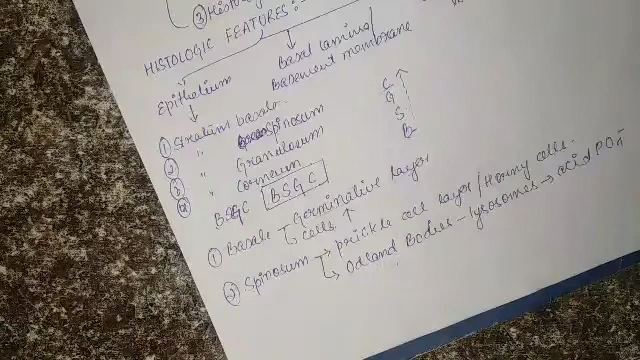 ③ Histolog
HISTOLOGIC FEATURES :-
Epithelium
Basal lamina
Basement membrane
① Stratum basale
② " spinosum
③ " Granulosum
④ " corneum
C
G
S
B
BSGC BSGC
① Basale - Germinative layer
↳ cells ↑
② Spinosum → prickle cell layer / Horny cells.
↳ Odland Bodies - lysosomes → acid PO4